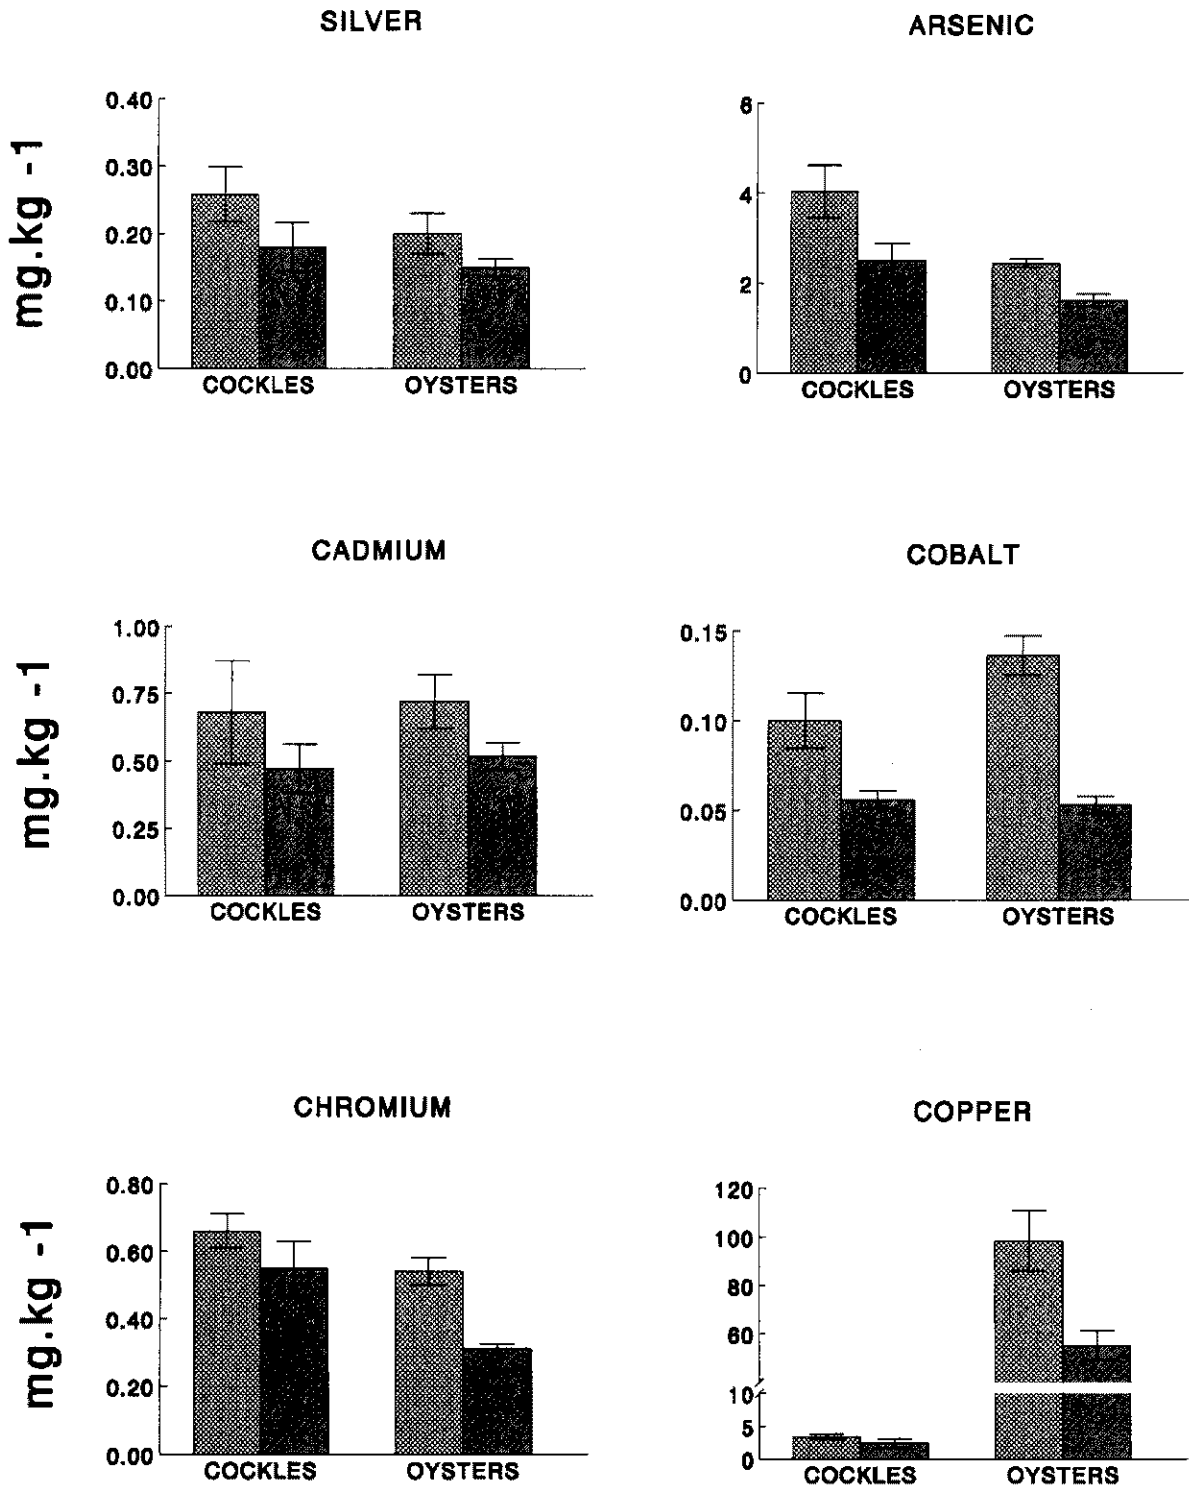 SILVER
mg.kg -1
0.40
0.30
0.20
0.10
0.00
COCKLES
OYSTERS
ARSENIC
6
4
2
0
COCKLES
OYSTERS
CADMIUM
mg.kg -1
1.00
0.75
0.50
0.25
0.00
COCKLES
OYSTERS
COBALT
0.15
0.10
0.05
0.00
COCKLES
OYSTERS
CHROMIUM
mg.kg -1
0.80
0.60
0.40
0.20
0.00
COCKLES
OYSTERS
COPPER
120
100
80
60
10
5
0
COCKLES
OYSTERS